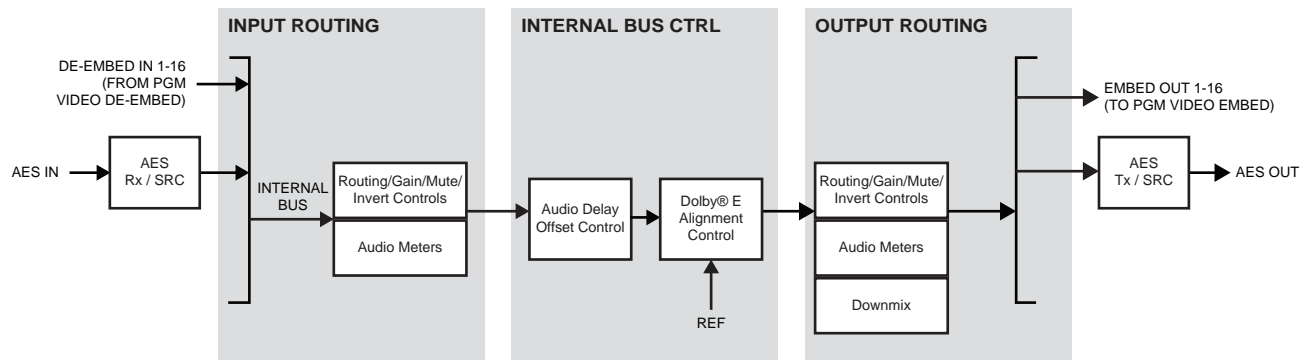 INPUT ROUTING
INTERNAL BUS CTRL
OUTPUT ROUTING
DE-EMBED IN 1-16
(FROM PGM
VIDEO DE-EMBED)
AES IN
AES
Rx / SRC
INTERNAL
BUS
Routing/Gain/Mute/
Invert Controls
Audio Meters
Audio Delay
Offset Control
Dolby® E
Alignment
Control
REF
Routing/Gain/Mute/
Invert Controls
Audio Meters
Downmix
EMBED OUT 1-16
(TO PGM VIDEO EMBED)
AES
Tx / SRC
AES OUT